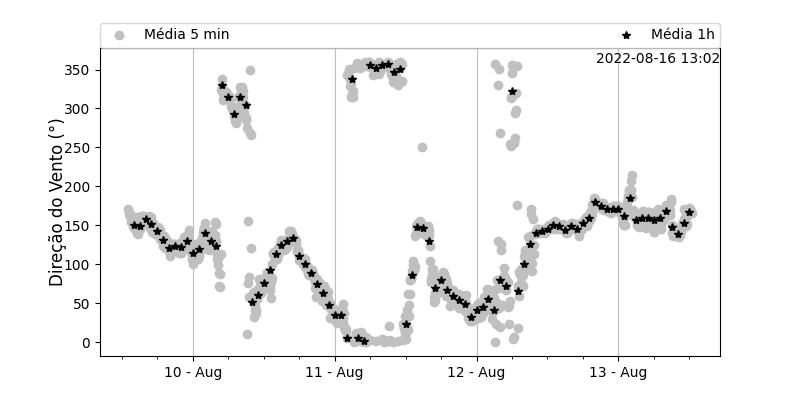 Média 5 min
Média 1h
2022-08-16 13:02
Direção do Vento (°)
350
300
250
200
150
100
50
0
10 - Aug
11 - Aug
12 - Aug
13 - Aug